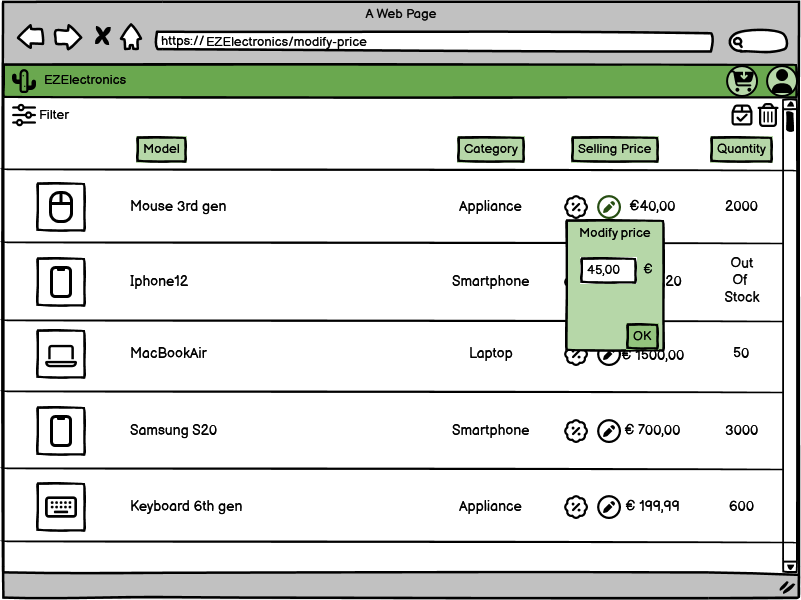 A Web Page
https:// EZElectronics/modify-price
EZElectronics
Filter
Model Category Selling Price Quantity
Mouse 3rd gen Appliance €40,00 2000
Modify price
45,00 €
OK
Iphone12 Smartphone 20 Out
Of
Stock
MacBookAir Laptop € 1500,00 50
Samsung S20 Smartphone € 700,00 3000
Keyboard 6th gen Appliance € 199,99 600